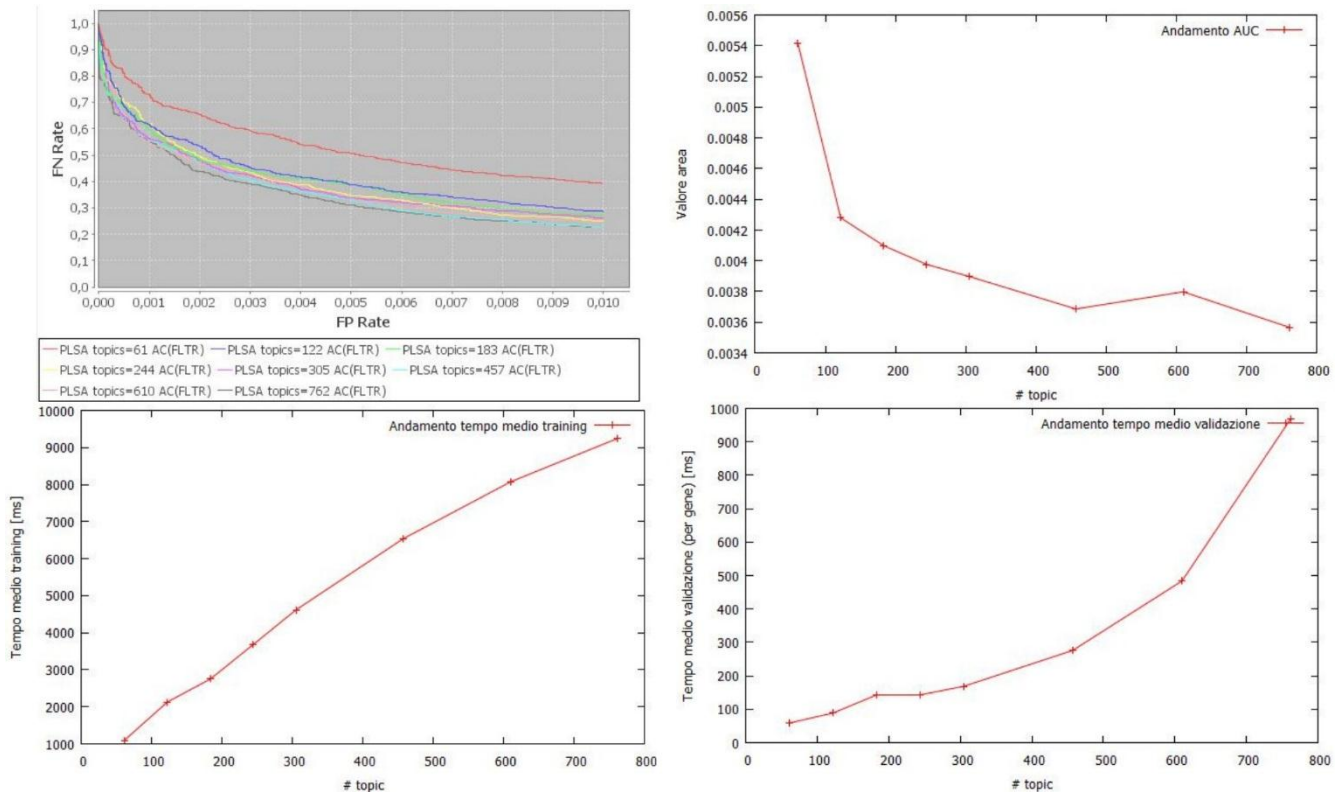 1,0
0,9
0,8
0,7
0,6
0,5
0,4
0,3
0,2
0,1
0,0
FN Rate
0,000 0,001 0,002 0,003 0,004 0,005 0,006 0,007 0,008 0,009 0,010
FP Rate
PLSA topics=61 AC(FLTR) PLSA topics=122 AC(FLTR) PLSA topics=183 AC(FLTR)
PLSA topics=244 AC(FLTR) PLSA topics=305 AC(FLTR) PLSA topics=457 AC(FLTR)
PLSA topics=610 AC(FLTR) PLSA topics=762 AC(FLTR)
0.0056
0.0054
0.0052
0.005
0.0048
0.0046
0.0044
0.0042
0.004
0.0038
0.0036
0.0034
Valore area
Andamento AUC
0 100 200 300 400 500 600 700 800
# topic
10000
9000
8000
7000
6000
5000
4000
3000
2000
1000
Tempo medio training [ms]
Andamento tempo medio training
0 100 200 300 400 500 600 700 800
# topic
1000
900
800
700
600
500
400
300
200
100
0
Tempo medio validazione (per gene) [ms]
Andamento tempo medio validazione
0 100 200 300 400 500 600 700 800
# topic